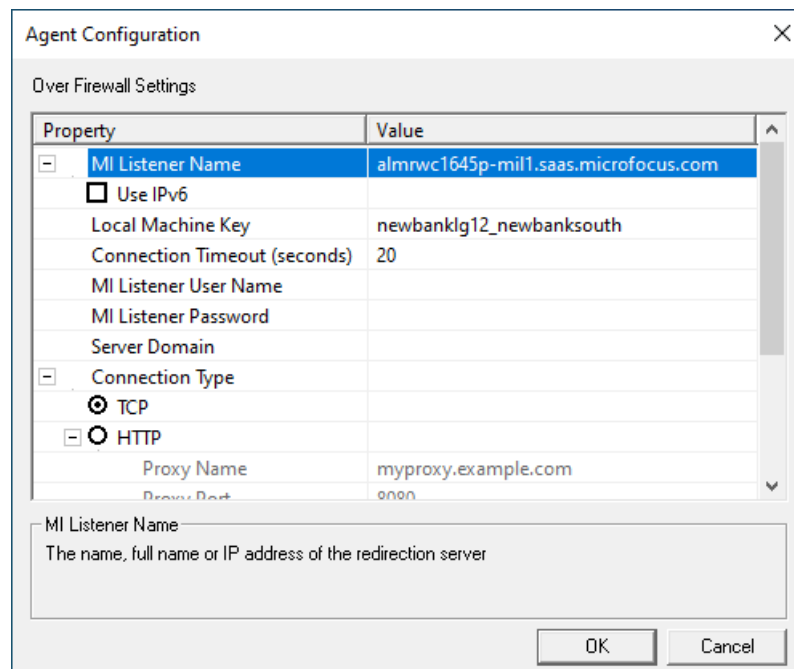 Agent Configuration
Over Firewall Settings
Property Value
MI Listener Name almrwc1645p-mil1.saas.microfocus.com
Use IPv6
Local Machine Key newbanklg12_newbanksouth
Connection Timeout (seconds) 20
MI Listener User Name
MI Listener Password
Server Domain
Connection Type
TCP
HTTP
Proxy Name myproxy.example.com
Proxy Port 8080
MI Listener Name
The name, full name or IP address of the redirection server
OK Cancel